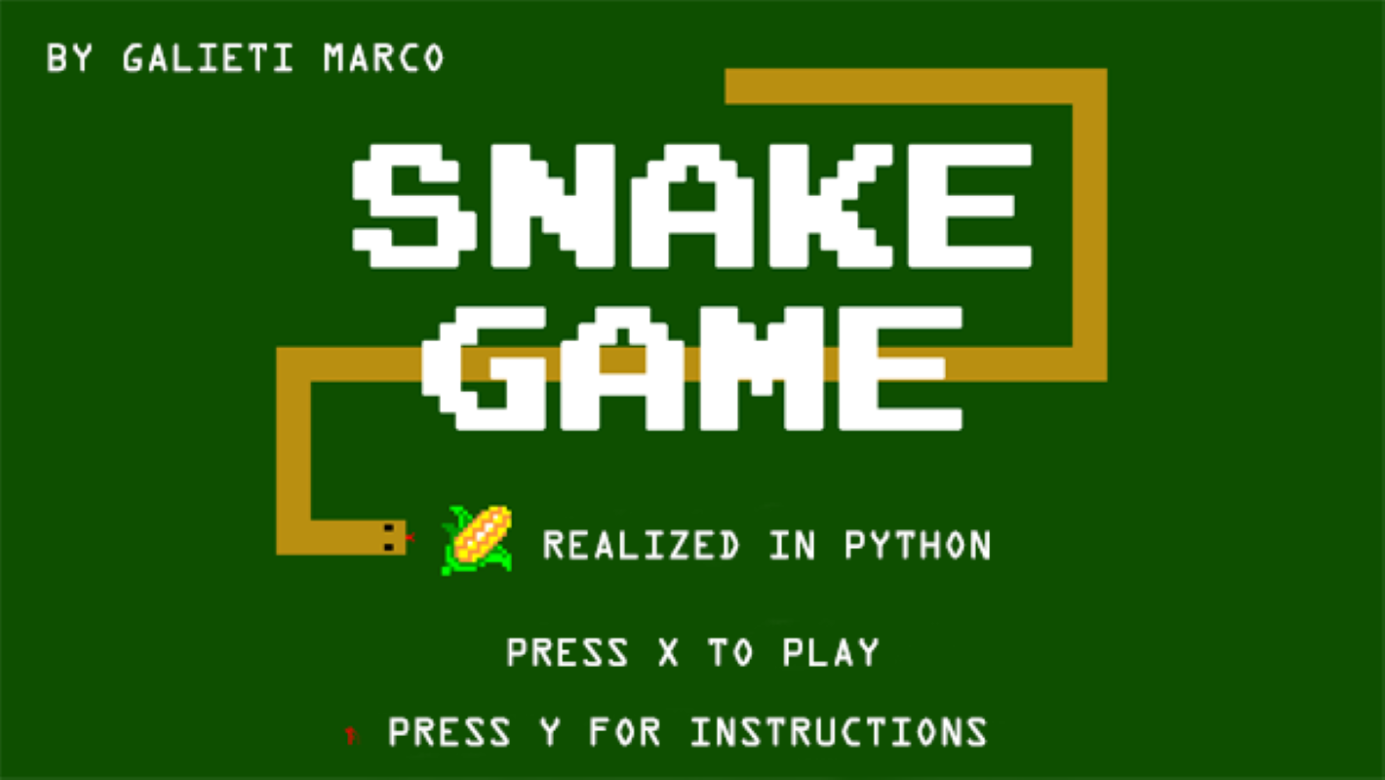 BY GALIETI MARCO
SNAKE
GAME
REALIZED IN PYTHON
PRESS X TO PLAY
PRESS Y FOR INSTRUCTIONS